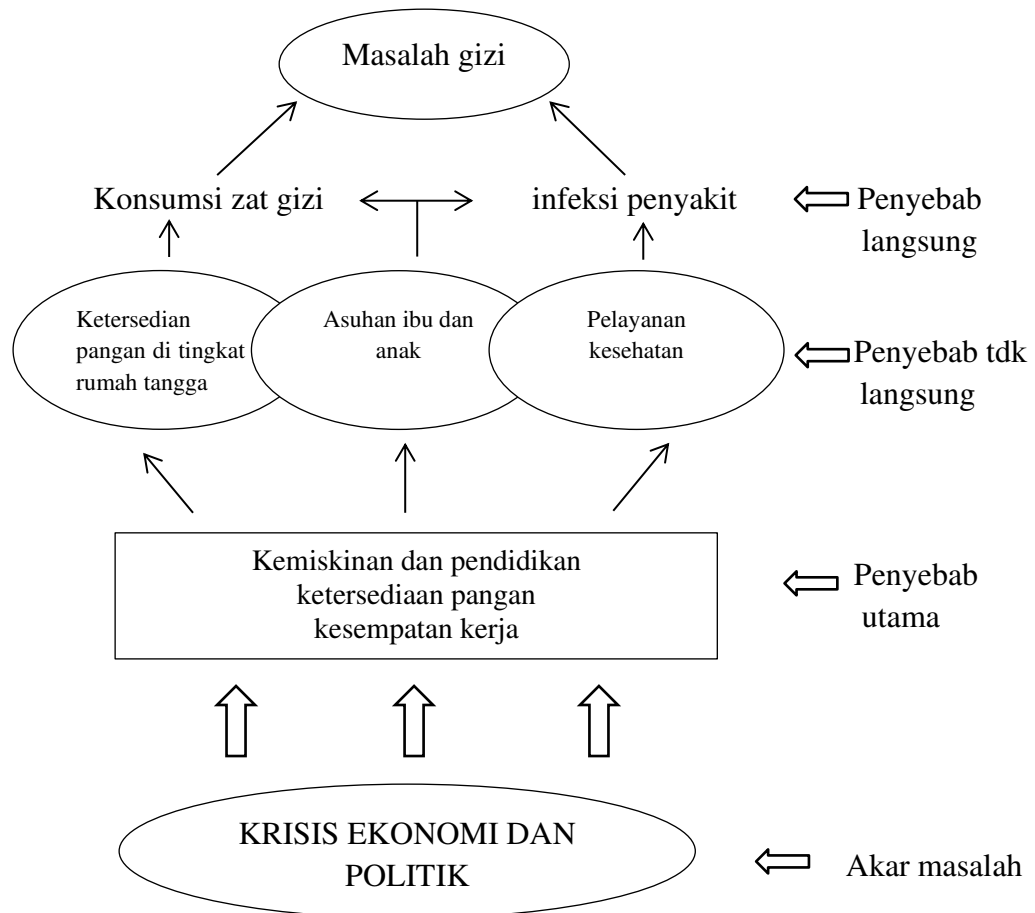 Masalah gizi
Konsumsi zat gizi
infeksi penyakit
Penyebab
langsung
Ketersedian
pangan di tingkat
rumah tangga
Asuhan ibu dan
anak
Pelayanan
kesehatan
Penyebab tdk
langsung
Kemiskinan dan pendidikan
ketersediaan pangan
kesempatan kerja
Penyebab
utama
KRISIS EKONOMI DAN
POLITIK
Akar masalah